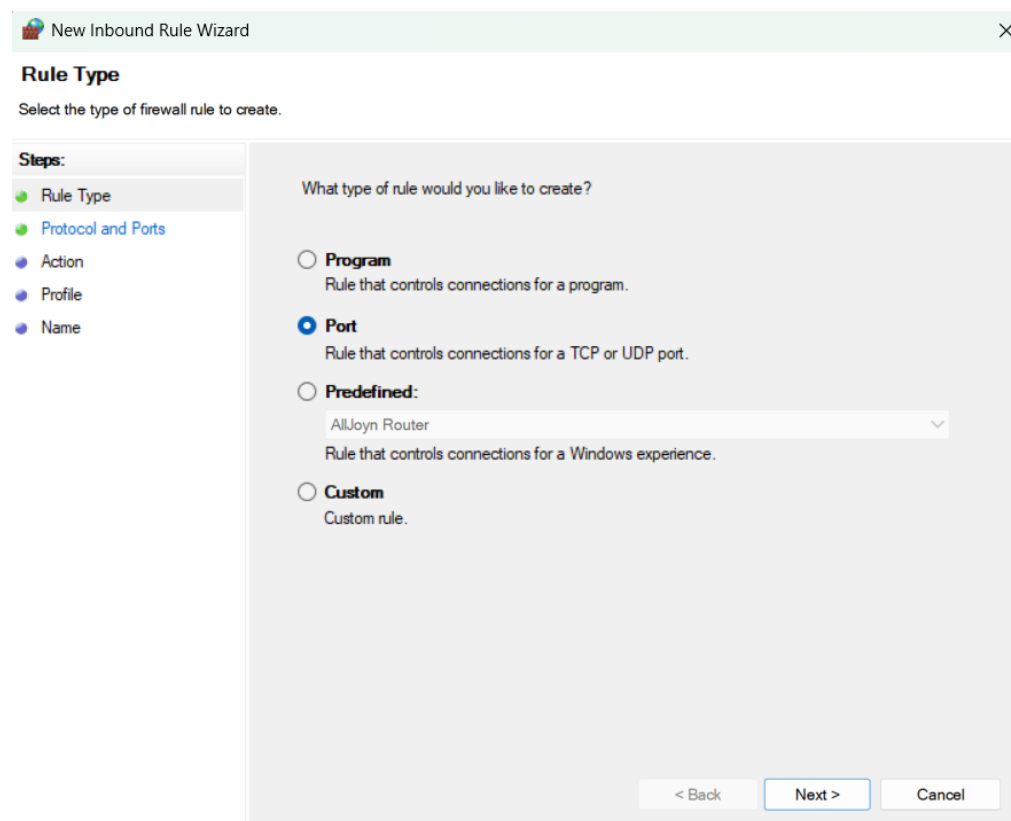 New Inbound Rule Wizard
Rule Type
Select the type of firewall rule to create.
Steps:
Rule Type
Protocol and Ports
Action
Profile
Name
What type of rule would you like to create?
Program
Rule that controls connections for a program.
Port
Rule that controls connections for a TCP or UDP port.
Predefined:
AllJoyn Router
Rule that controls connections for a Windows experience.
Custom
Custom rule.
< Back
Next >
Cancel